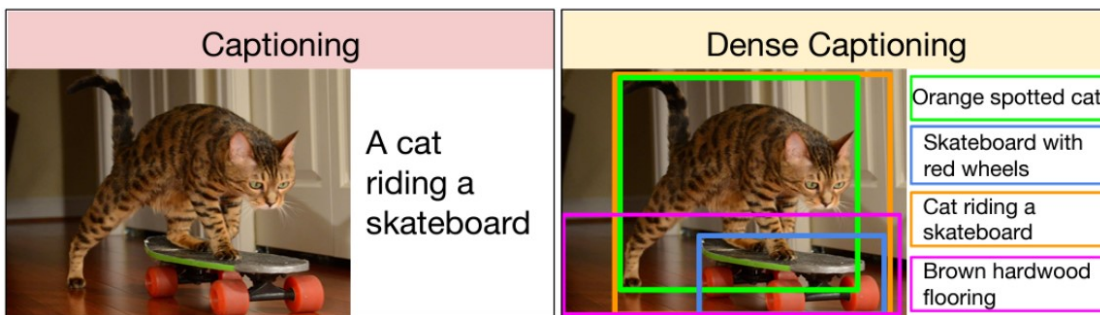 Captioning
A cat
riding a
skateboard
Dense Captioning
Orange spotted cat
Skateboard with
red wheels
Cat riding a
skateboard
Brown hardwood
flooring